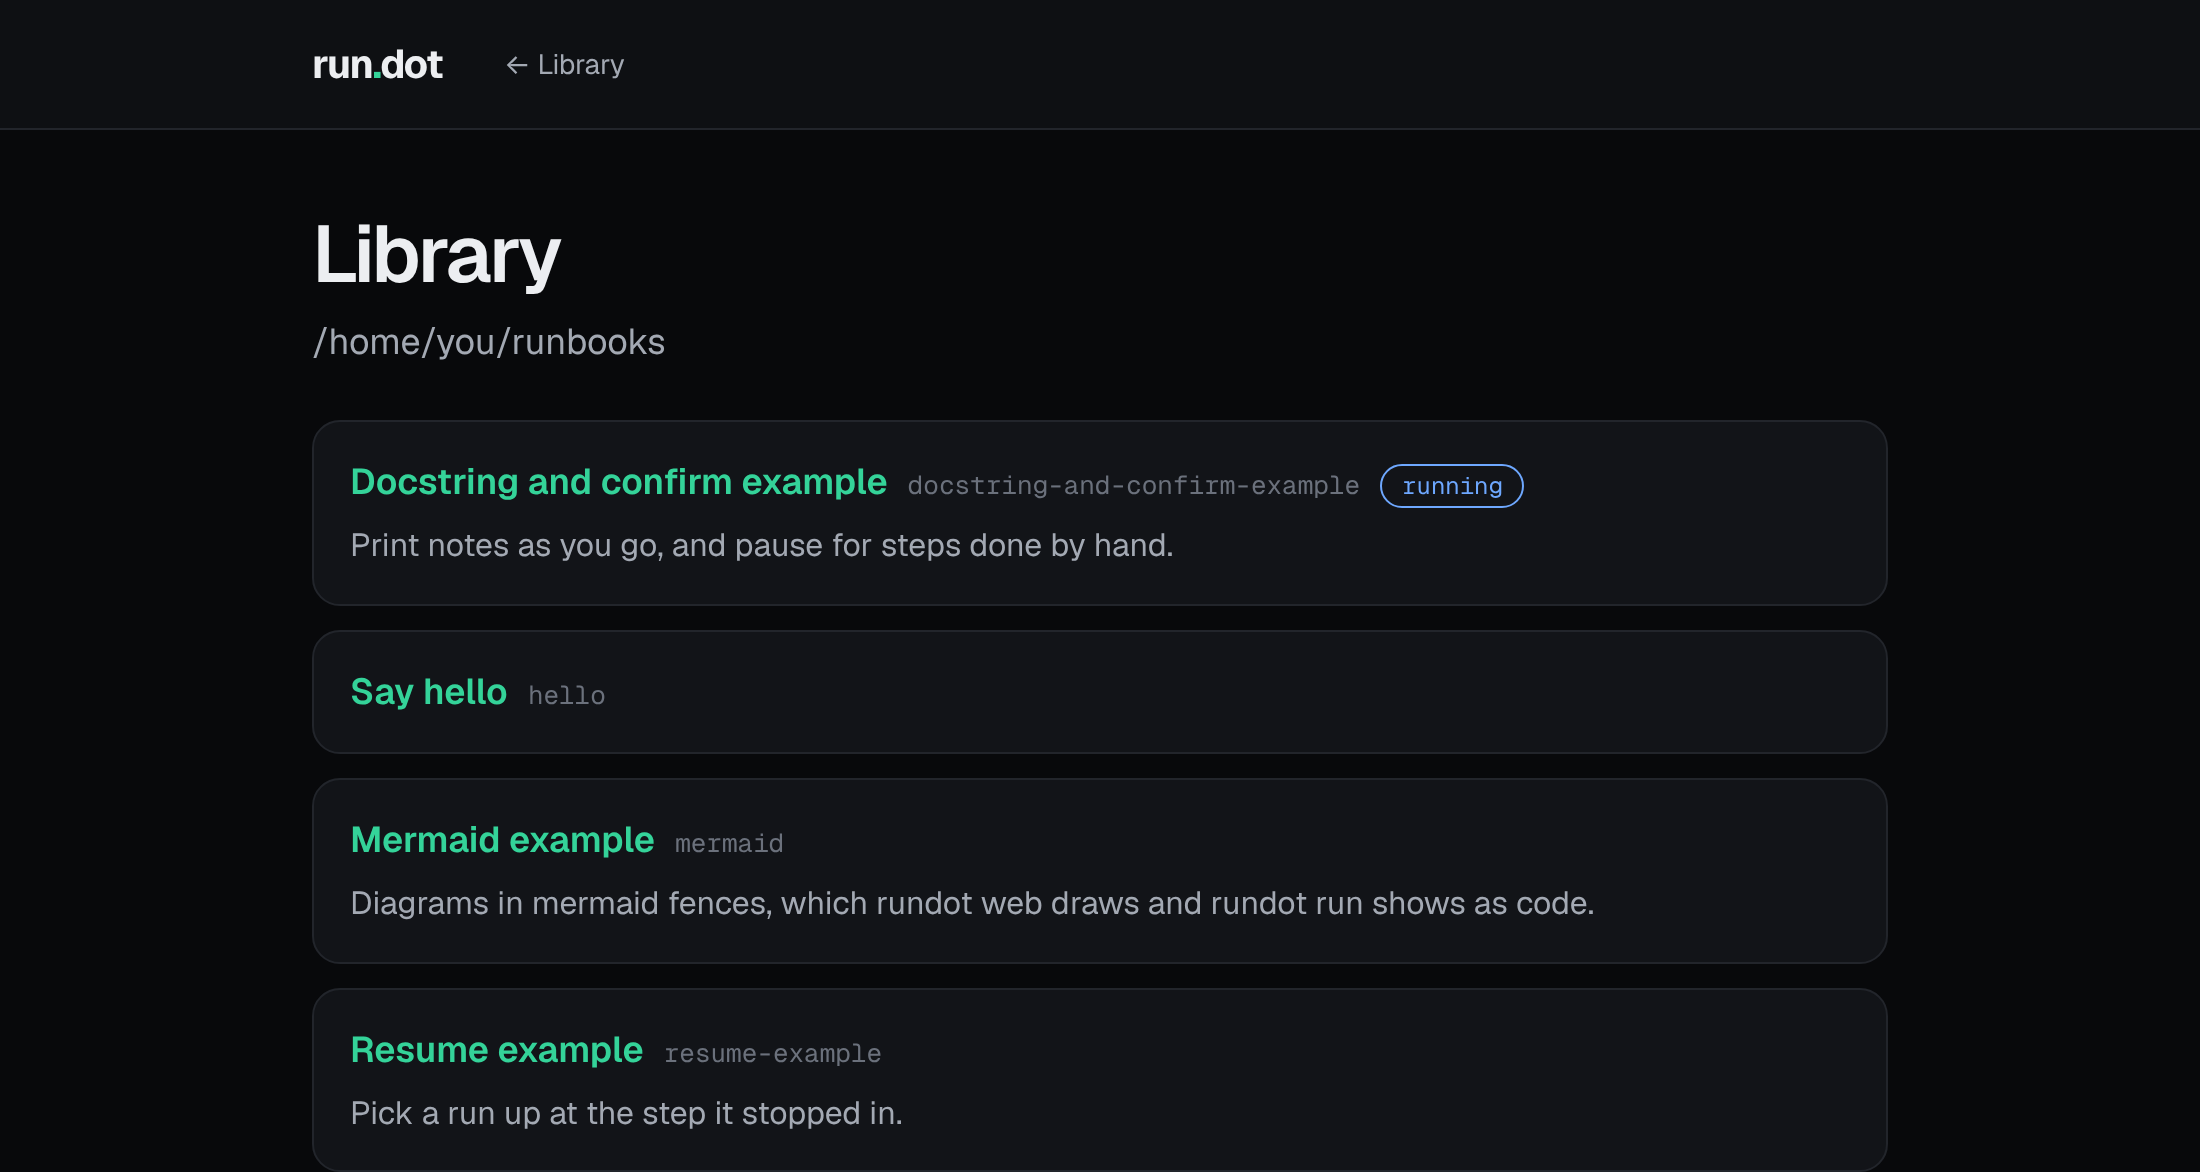 run.dot
← Library
Library
/home/you/runbooks
Docstring and confirm example docstring-and-confirm-example running
Print notes as you go, and pause for steps done by hand.
Say hello hello
Mermaid example mermaid
Diagrams in mermaid fences, which rundot web draws and rundot run shows as code.
Resume example resume-example
Pick a run up at the step it stopped in.